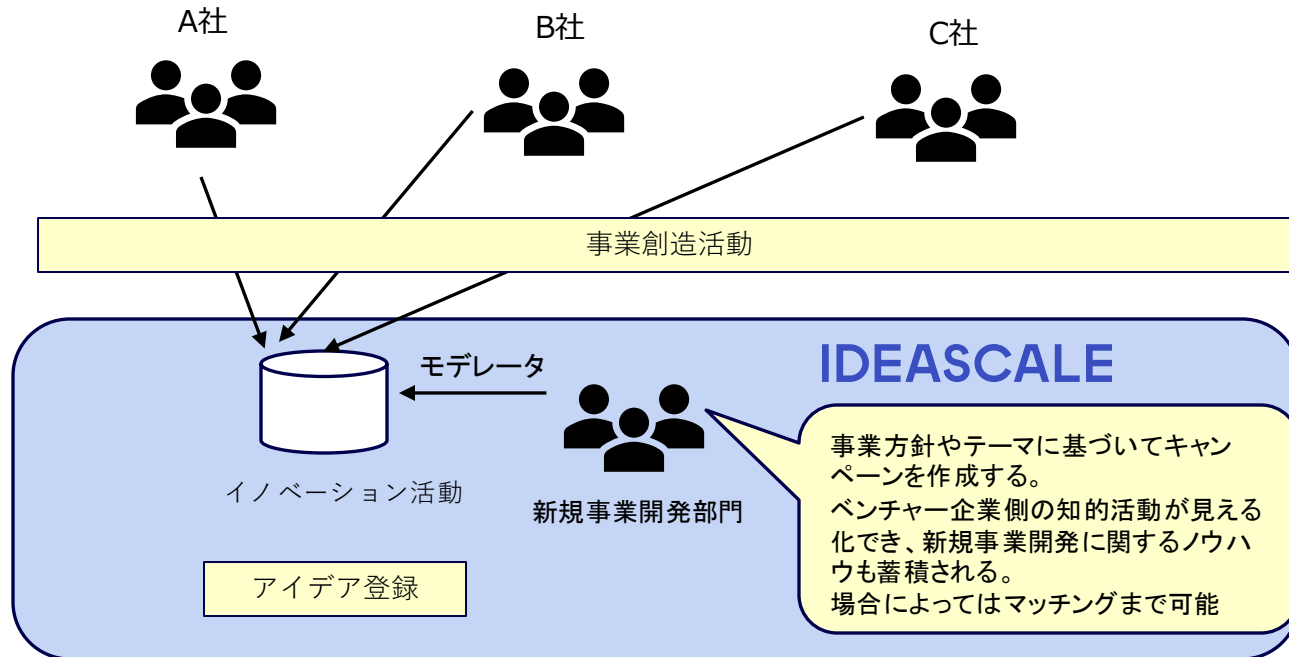 A社
B社
C社
事業創造活動
IDEASCALE
モデレータ
イノベーション活動
新規事業開発部門
アイデア登録
事業方針やテーマに基づいてキャン
ペーンを作成する。
ベンチャー企業側の知的活動が見える
化でき、新規事業開発に関するノウハ
ウも蓄積される。
場合によってはマッチングまで可能